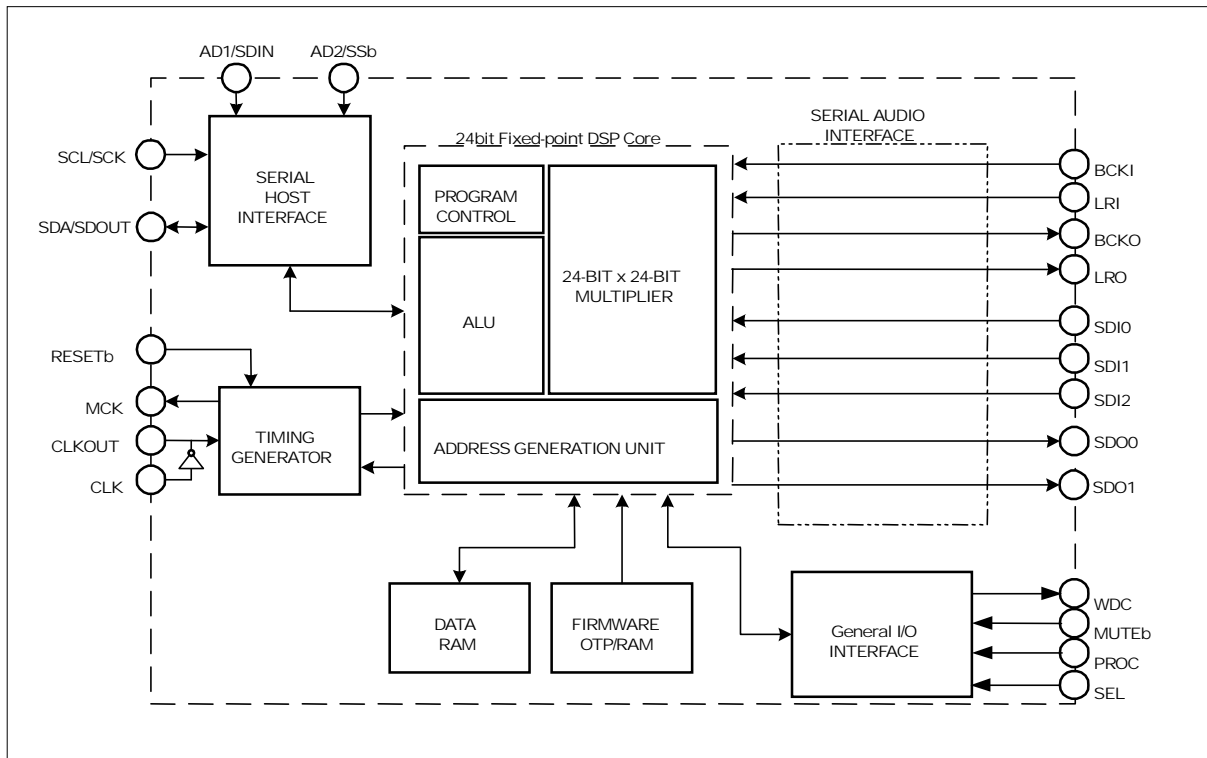 AD1/SDIN
AD2/SSb
SCL/SCK
SDA/SDOUT
SERIAL
HOST
INTERFACE
24bit Fixed-point DSP Core
PROGRAM
CONTROL
24-BIT x 24-BIT
MULTIPLIER
ALU
ADDRESS GENERATION UNIT
SERIAL AUDIO
INTERFACE
BCKI
LRI
BCKO
LRO
SDI0
SDI1
SDI2
SDO0
SDO1
RESETb
MCK
CLKOUT
CLK
TIMING
GENERATOR
DATA
RAM
FIRMWARE
OTP/RAM
General I/O
INTERFACE
WDC
MUTEb
PROC
SEL